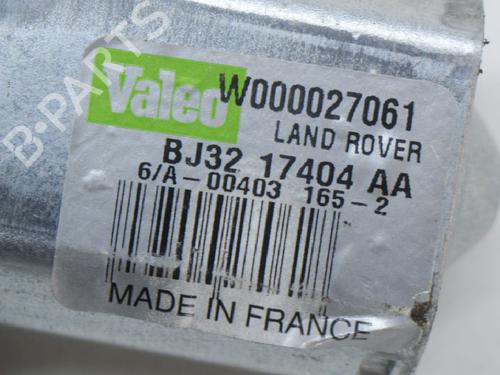 Valeo W000027061
LAND ROVER
BJ32 17404 AA
6/A-00403 165-2
MADE IN FRANCE
B-PARTS